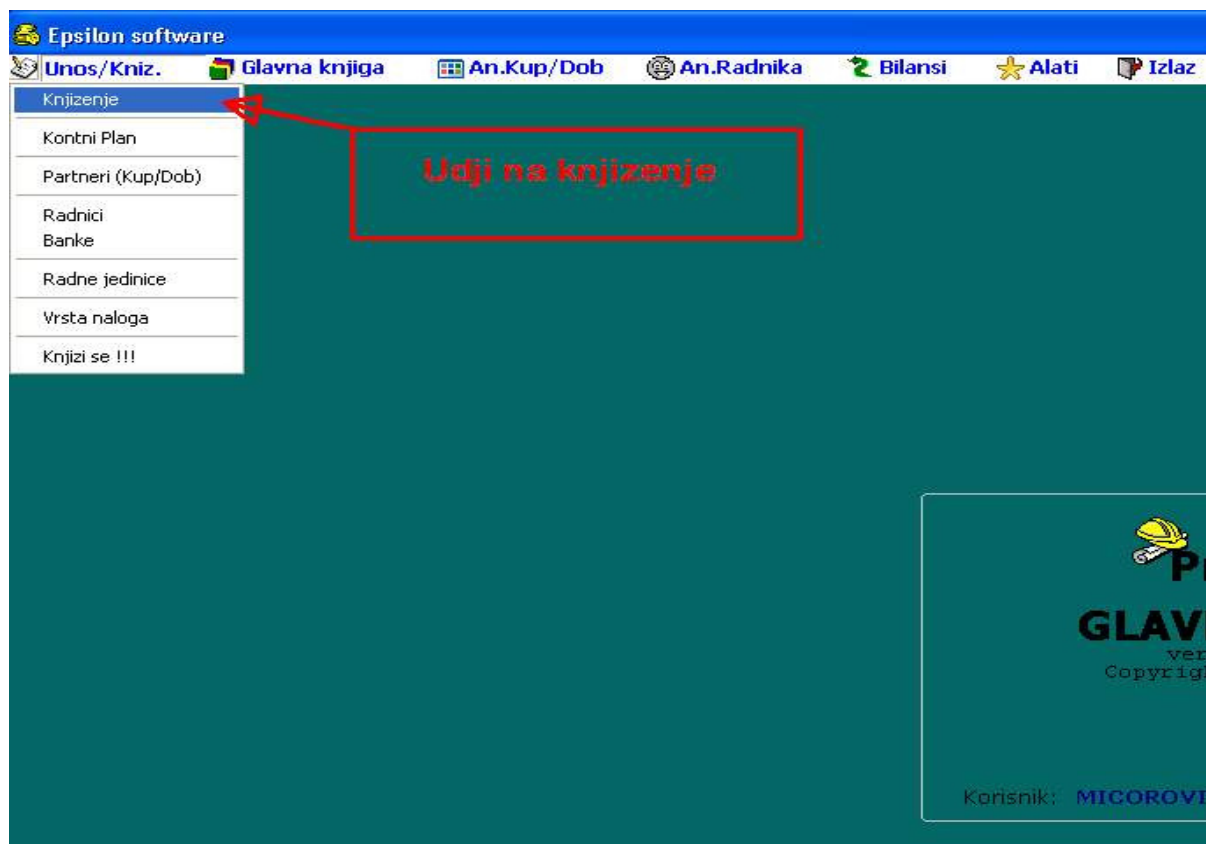 Epsilon software
Unos/Kniz. Glavna knjiga An.Kup/Dob An.Radnika Bilansi Alati Izlaz
Knjizenje
Kontni Plan
Partneri (Kup/Dob)
Radnici
Banke
Radne jedinice
Vrsta naloga
Knjizi se !!!
Udji na knjizenje
Korisnik: